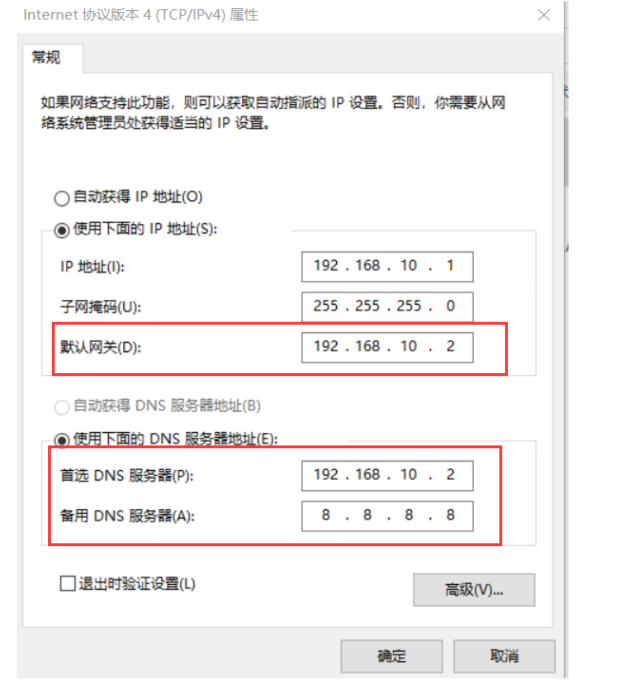 Internet 协议版本 4 (TCP/IPv4) 属性
常规
如果网络支持此功能，则可以获取自动指派的 IP 设置。否则，你需要从网
络系统管理员处获得适当的 IP 设置。
自动获得 IP 地址(O)
使用下面的 IP 地址(S):
IP 地址(I): 192 . 168 . 10 . 1
子网掩码(U): 255 . 255 . 255 . 0
默认网关(D): 192 . 168 . 10 . 2
自动获得 DNS 服务器地址(B)
使用下面的 DNS 服务器地址(E):
首选 DNS 服务器(P): 192 . 168 . 10 . 2
备用 DNS 服务器(A): 8 . 8 . 8 . 8
退出时验证设置(L)
高级(V)...
确定 取消